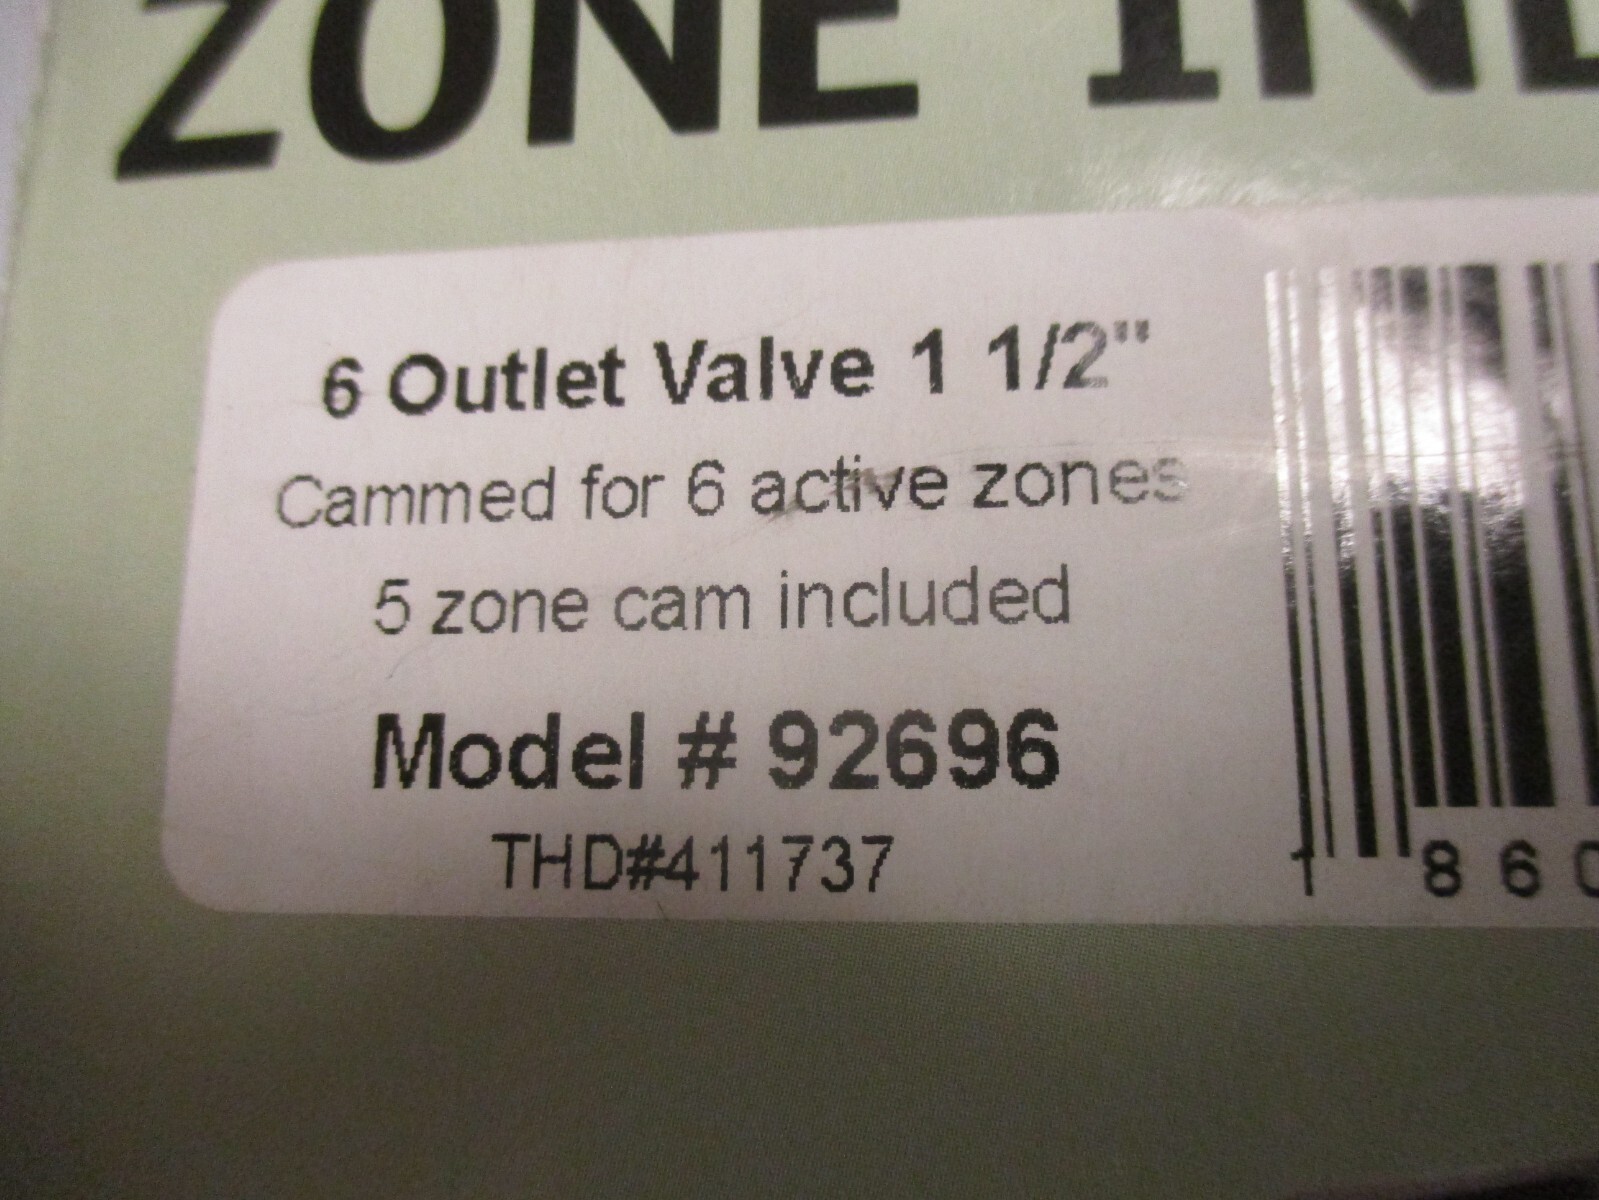 ZONE IND
6 Outlet Valve 1 1/2"
Cammed for 6 active zones
5 zone cam included
Model # 92696
THD#411737
1 860